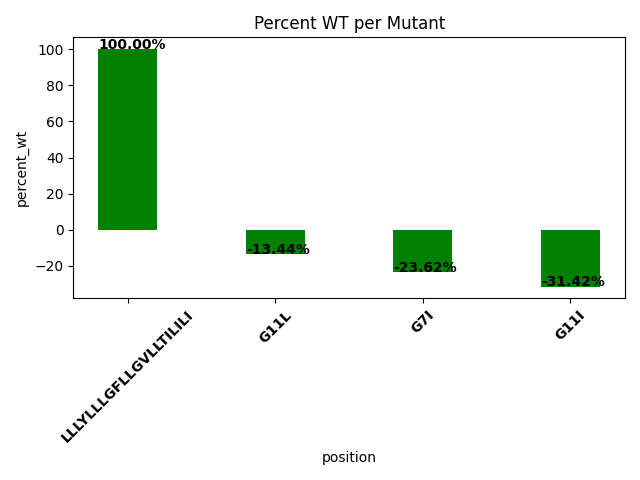 Percent WT per Mutant
percent_wt
100
80
60
40
20
0
−20
100.00%
-13.44%
-23.62%
-31.42%
LLLYLLLGFLLGVLLTILILI
G11L
G7I
G11I
position